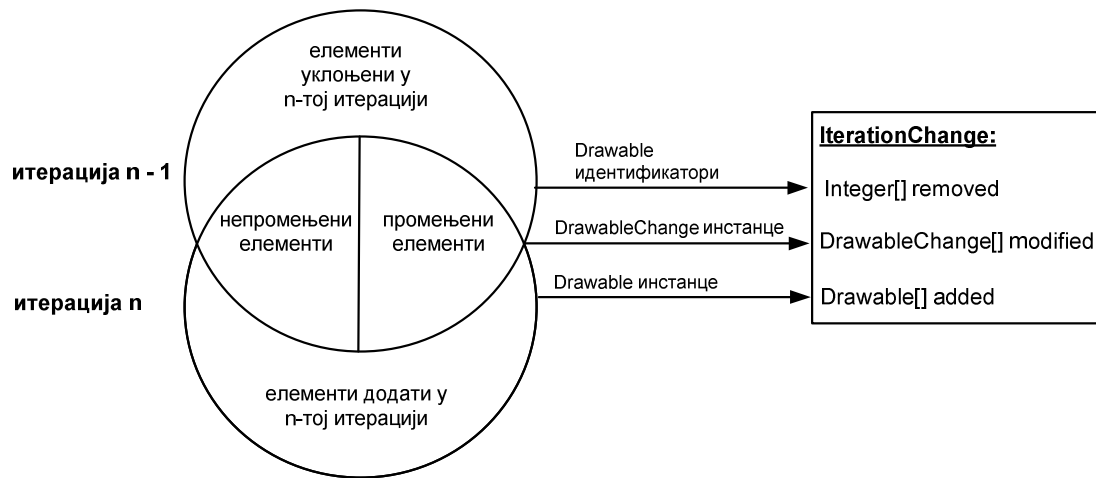 елементи
уклоњени у
n-тој итерацији
итерација n - 1
непромењени
елементи
промењени
елементи
итерација n
елементи додати у
n-тој итерацији
Drawable
идентификатори
DrawableChange инстанце
Drawable инстанце
IterationChange:
Integer[] removed
DrawableChange[] modified
Drawable[] added